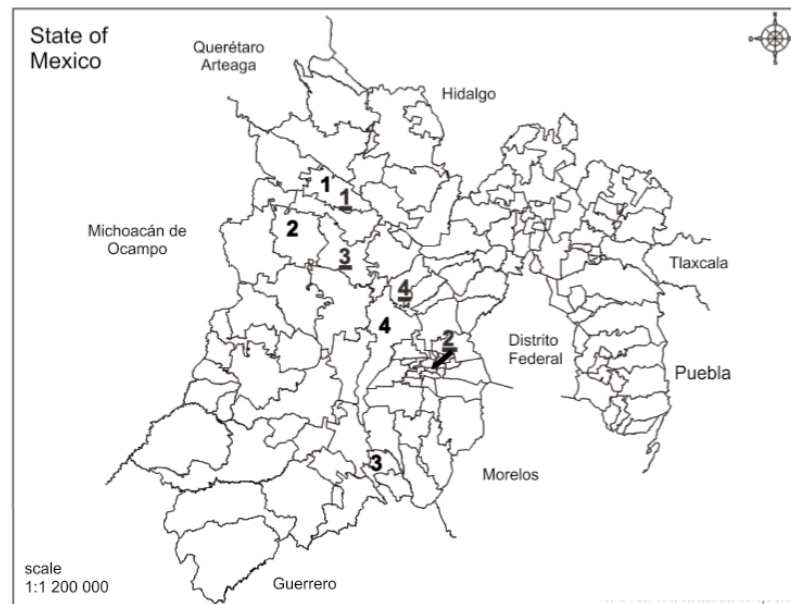 State of
Mexico
Querétaro
Arteaga
Hidalgo
1
1
Michoacán de
Ocampo
2
3
Tlaxcala
4
4
2
Distrito
Federal
Puebla
3
Morelos
scale
1:1 200 000
Guerrero